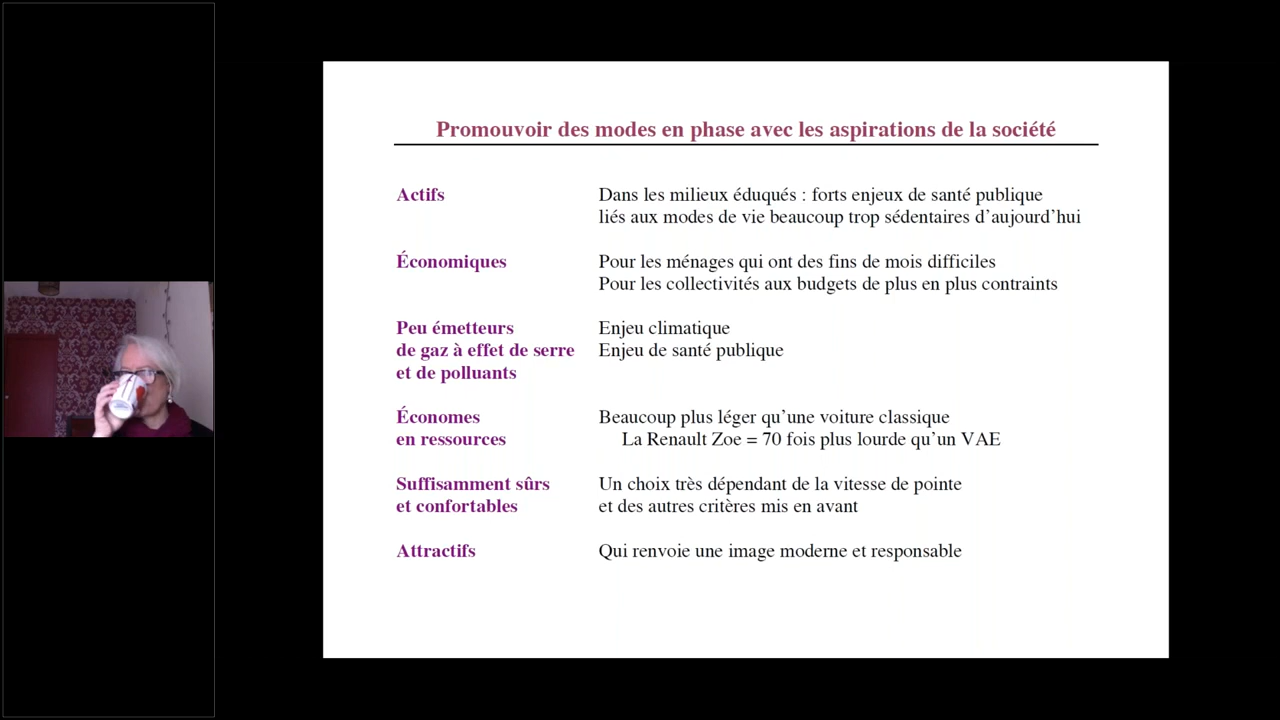 Promouvoir des modes en phase avec les aspirations de la société
Actifs
Dans les milieux éduqués : forts enjeux de santé publique
liés aux modes de vie beaucoup trop sédentaires d’aujourd’hui
Économiques
Pour les ménages qui ont des fins de mois difficiles
Pour les collectivités aux budgets de plus en plus contraints
Peu émetteurs
de gaz à effet de serre
et de polluants
Enjeu climatique
Enjeu de santé publique
Économes
en ressources
Beaucoup plus léger qu’une voiture classique
La Renault Zoe = 70 fois plus lourde qu’un VAE
Suffisamment sûrs
et confortables
Un choix très dépendant de la vitesse de pointe
et des autres critères mis en avant
Attractifs
Qui renvoie une image moderne et responsable